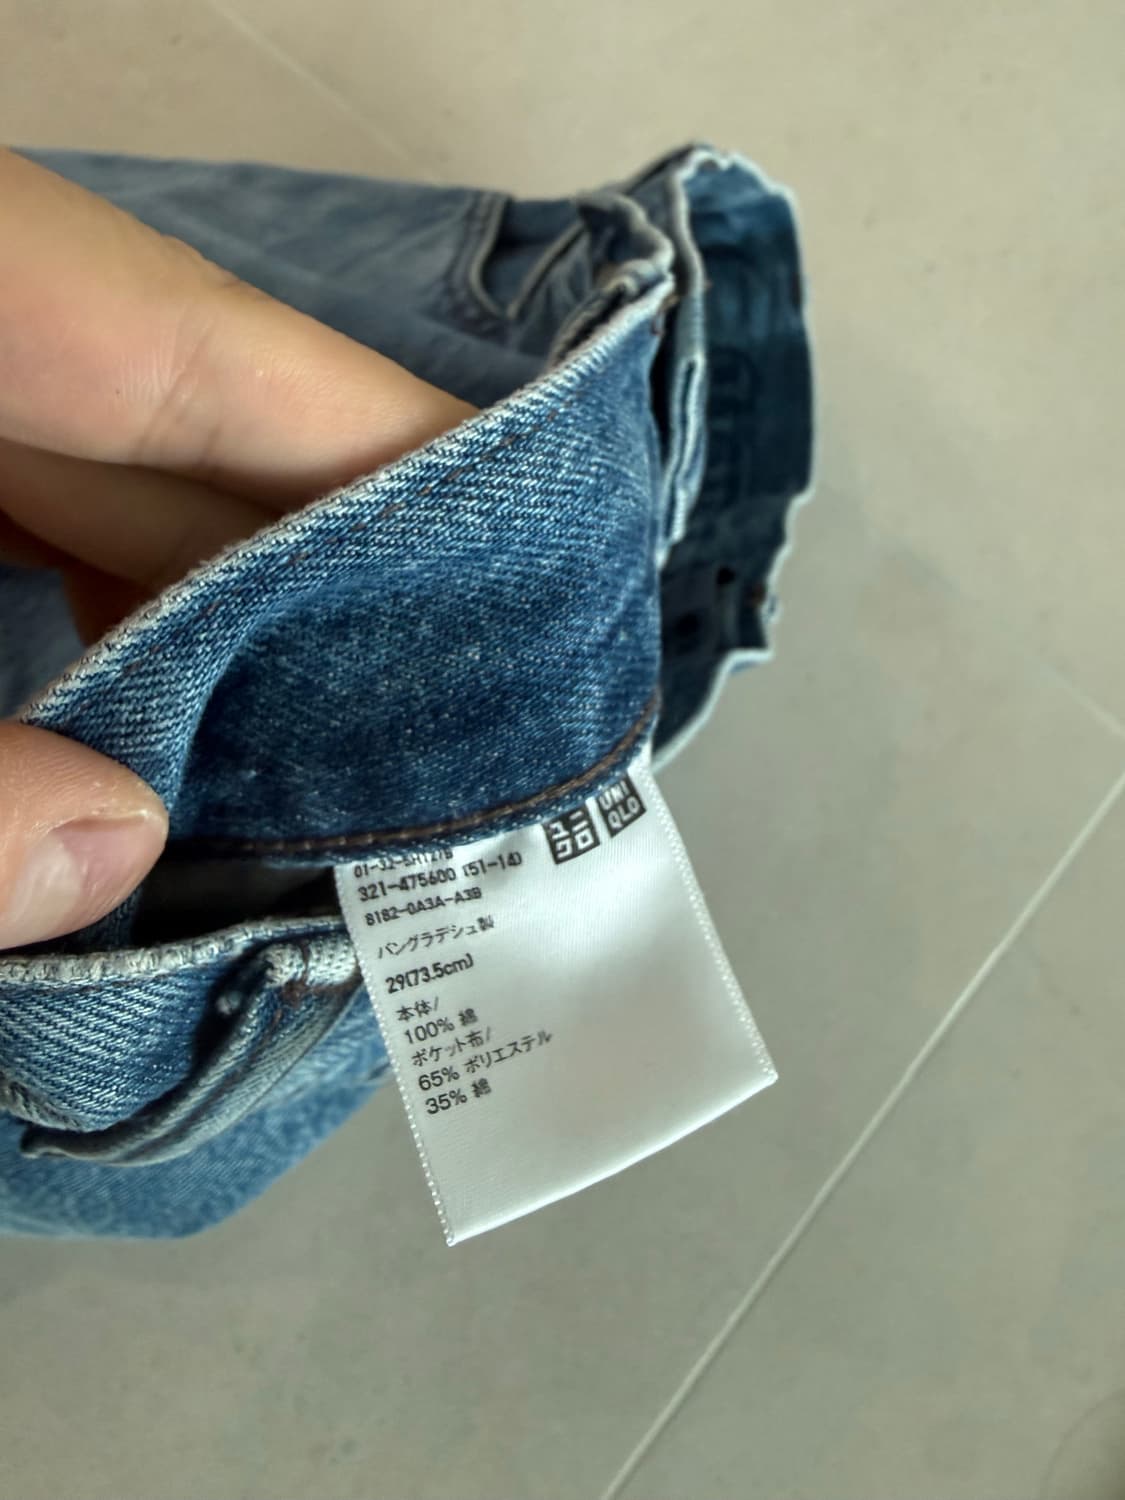 ユニ
クロ
UNI
QLO
321-475600 (51-14)
8182-0A3A-A3B
バングラデシュ製
29(73.5cm)
本体/
100% 綿
ポケット布/
65% ポリエステル
35% 綿